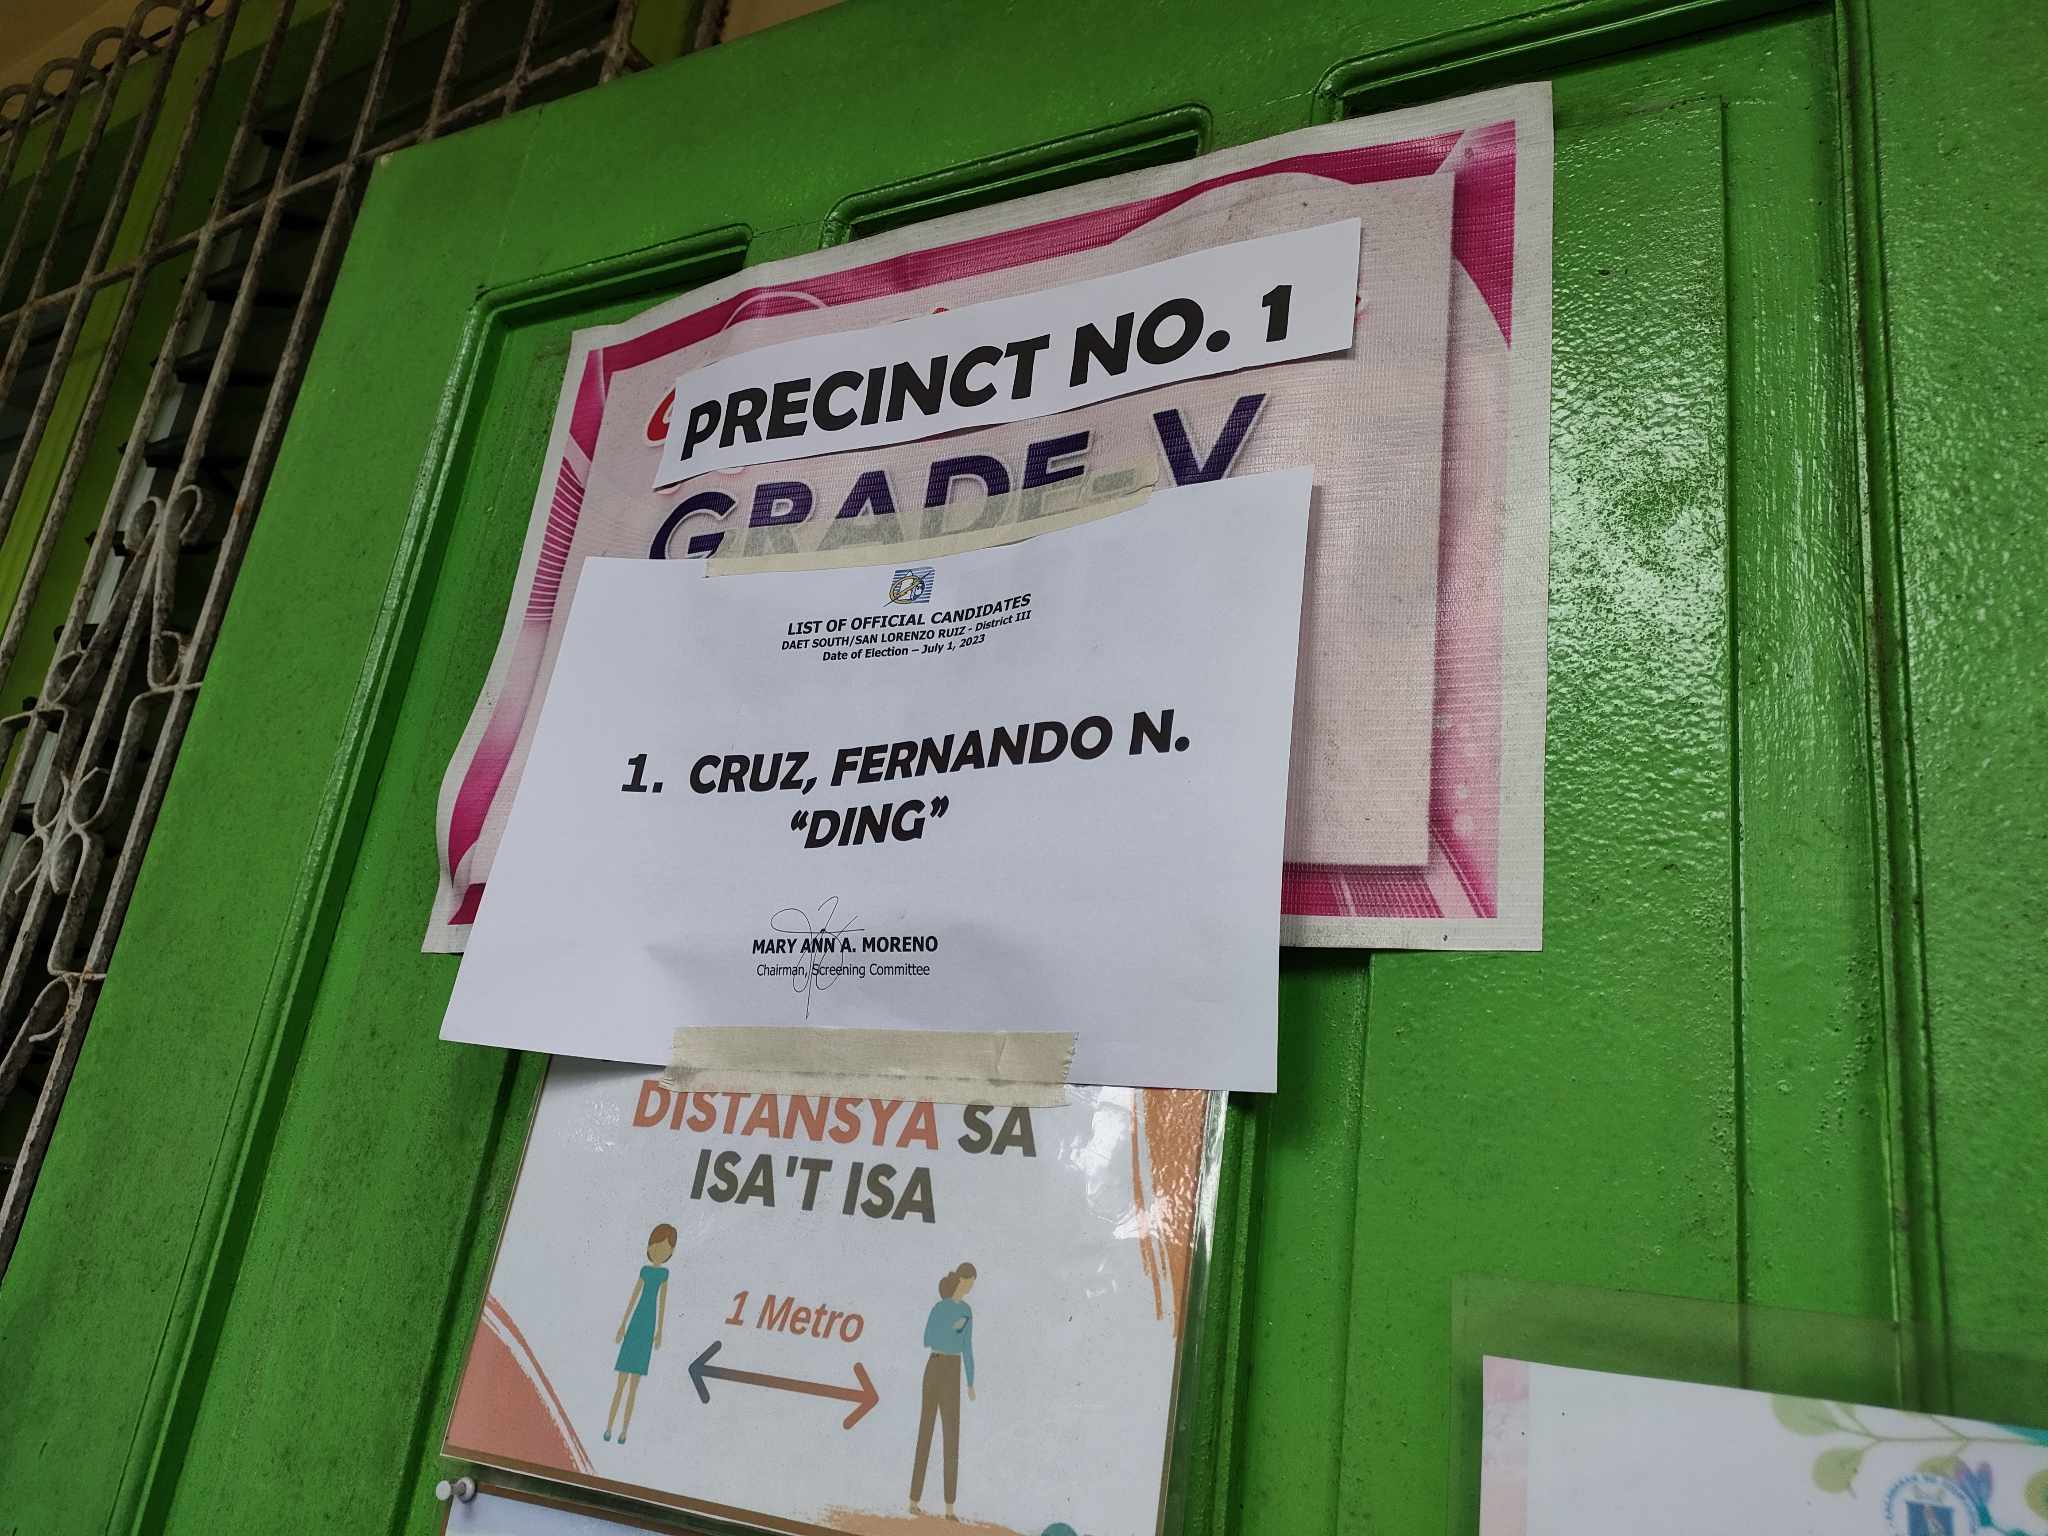 PRECINCT NO. 1
GRADE-V
LIST OF OFFICIAL CANDIDATES
DAET SOUTH/SAN LORENZO RUIZ - District III
Date of Election – July 1, 2023
1. CRUZ, FERNANDO N.
“DING”
MARY ANN A. MORENO
Chairman, Screening Committee
DISTANSYA SA
ISA'T ISA
1 Metro